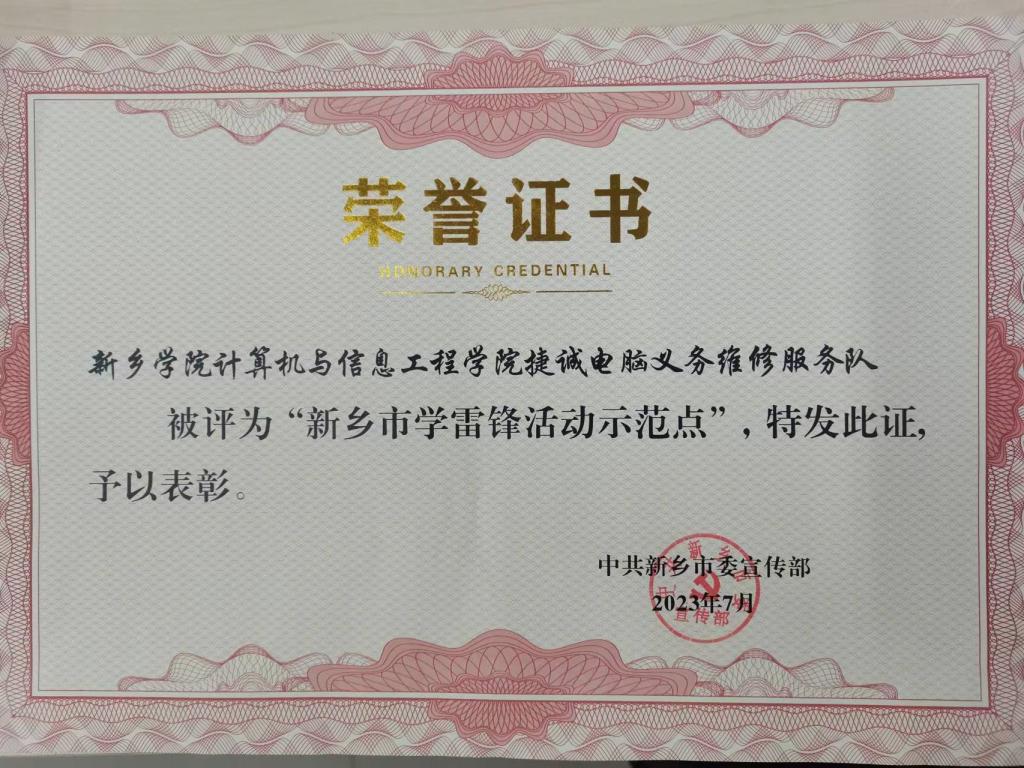 荣誉证书
HONORARY CREDENTIAL
新乡学院计算机与信息工程学院捷诚电脑义务维修服务队
被评为“新乡市学雷锋活动示范点”，特发此证，
予以表彰。
中共新乡市委宣传部
2023年7月
宣传部